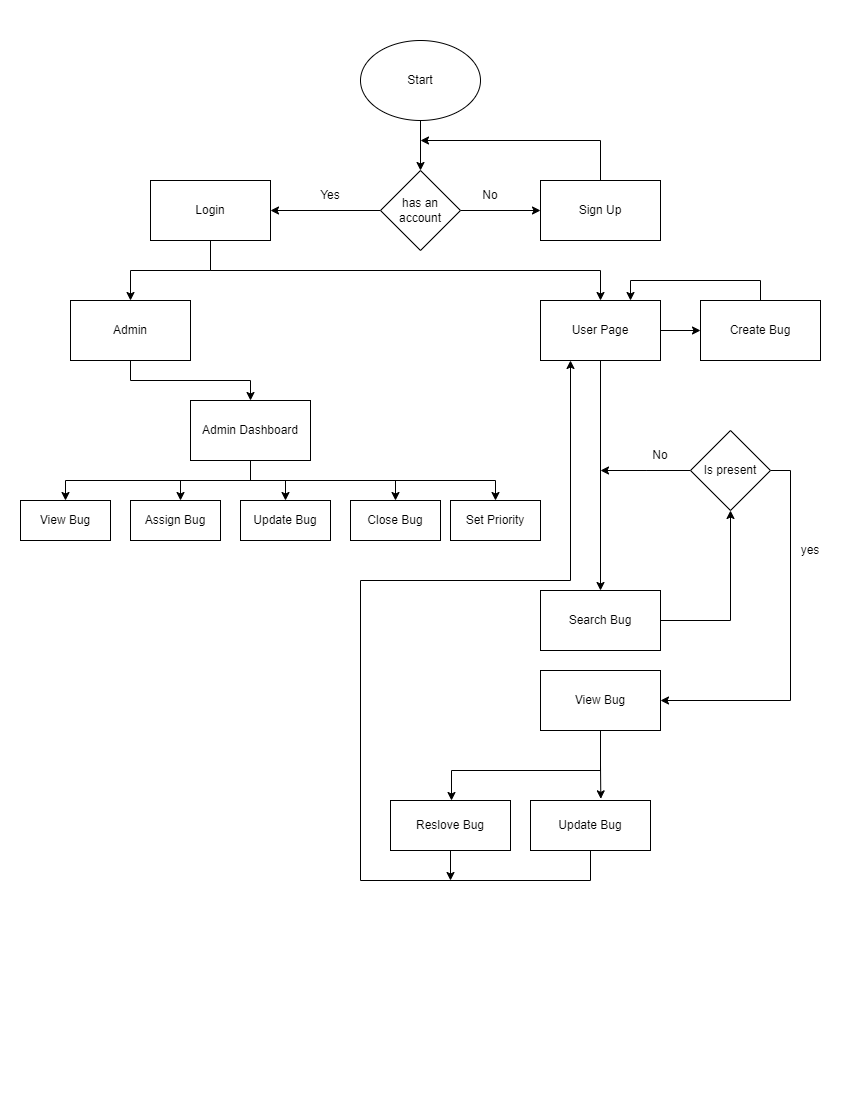 Start
Yes
No
Login
has an
account
Sign Up
Admin
User Page
Create Bug
Admin Dashboard
No
Is present
View Bug
Assign Bug
Update Bug
Close Bug
Set Priority
yes
Search Bug
View Bug
Reslove Bug
Update Bug